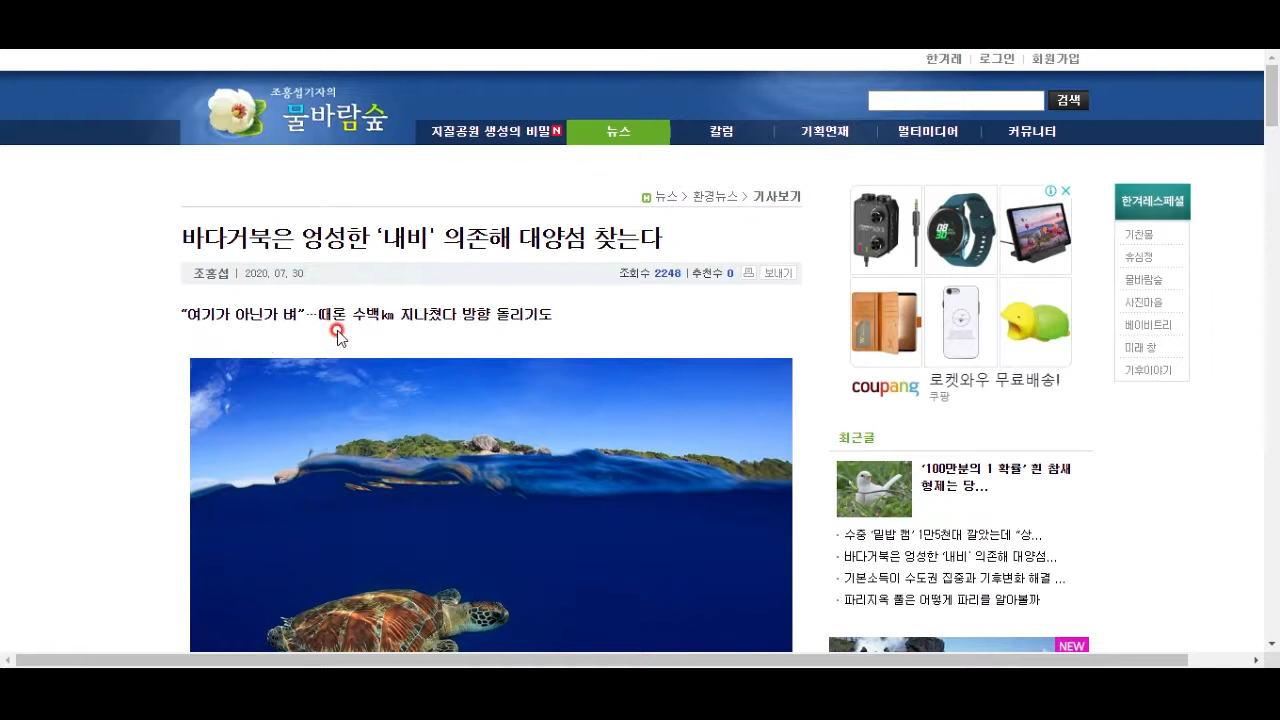 한겨레 | 로그인 | 회원가입
조홍섭기자의
물바람숲
검색
지질공원 생성의 비밀 N
뉴스
칼럼
기획연재
멀티미디어
커뮤니티
뉴스 > 환경뉴스 > 기사보기
바다거북은 엉성한 ‘내비’ 의존해 대양섬 찾는다
조홍섭 | 2020. 07. 30
조회수 2248 | 추천수 0
보내기
“여기가 아닌가 벼”…때론 수백㎞ 지나쳤다 방향 돌리기도
08
30
coupang
로켓와우 무료배송!
쿠팡
한겨레스페셜
기찬몰
휴심정
물바람숲
사진마을
베이비트리
미래 창
기후이야기
최근글
‘100만분의 1 확률’ 흰 참새
형제는 당...
· 수중 ‘밑밥 캠’ 1만5천대 깔았는데 “상...
· 바다거북은 엉성한 ‘내비’ 의존해 대양섬...
· 기본소득이 수도권 집중과 기후변화 해결 ...
· 파리지옥 풀은 어떻게 파리를 알아볼까
NEW